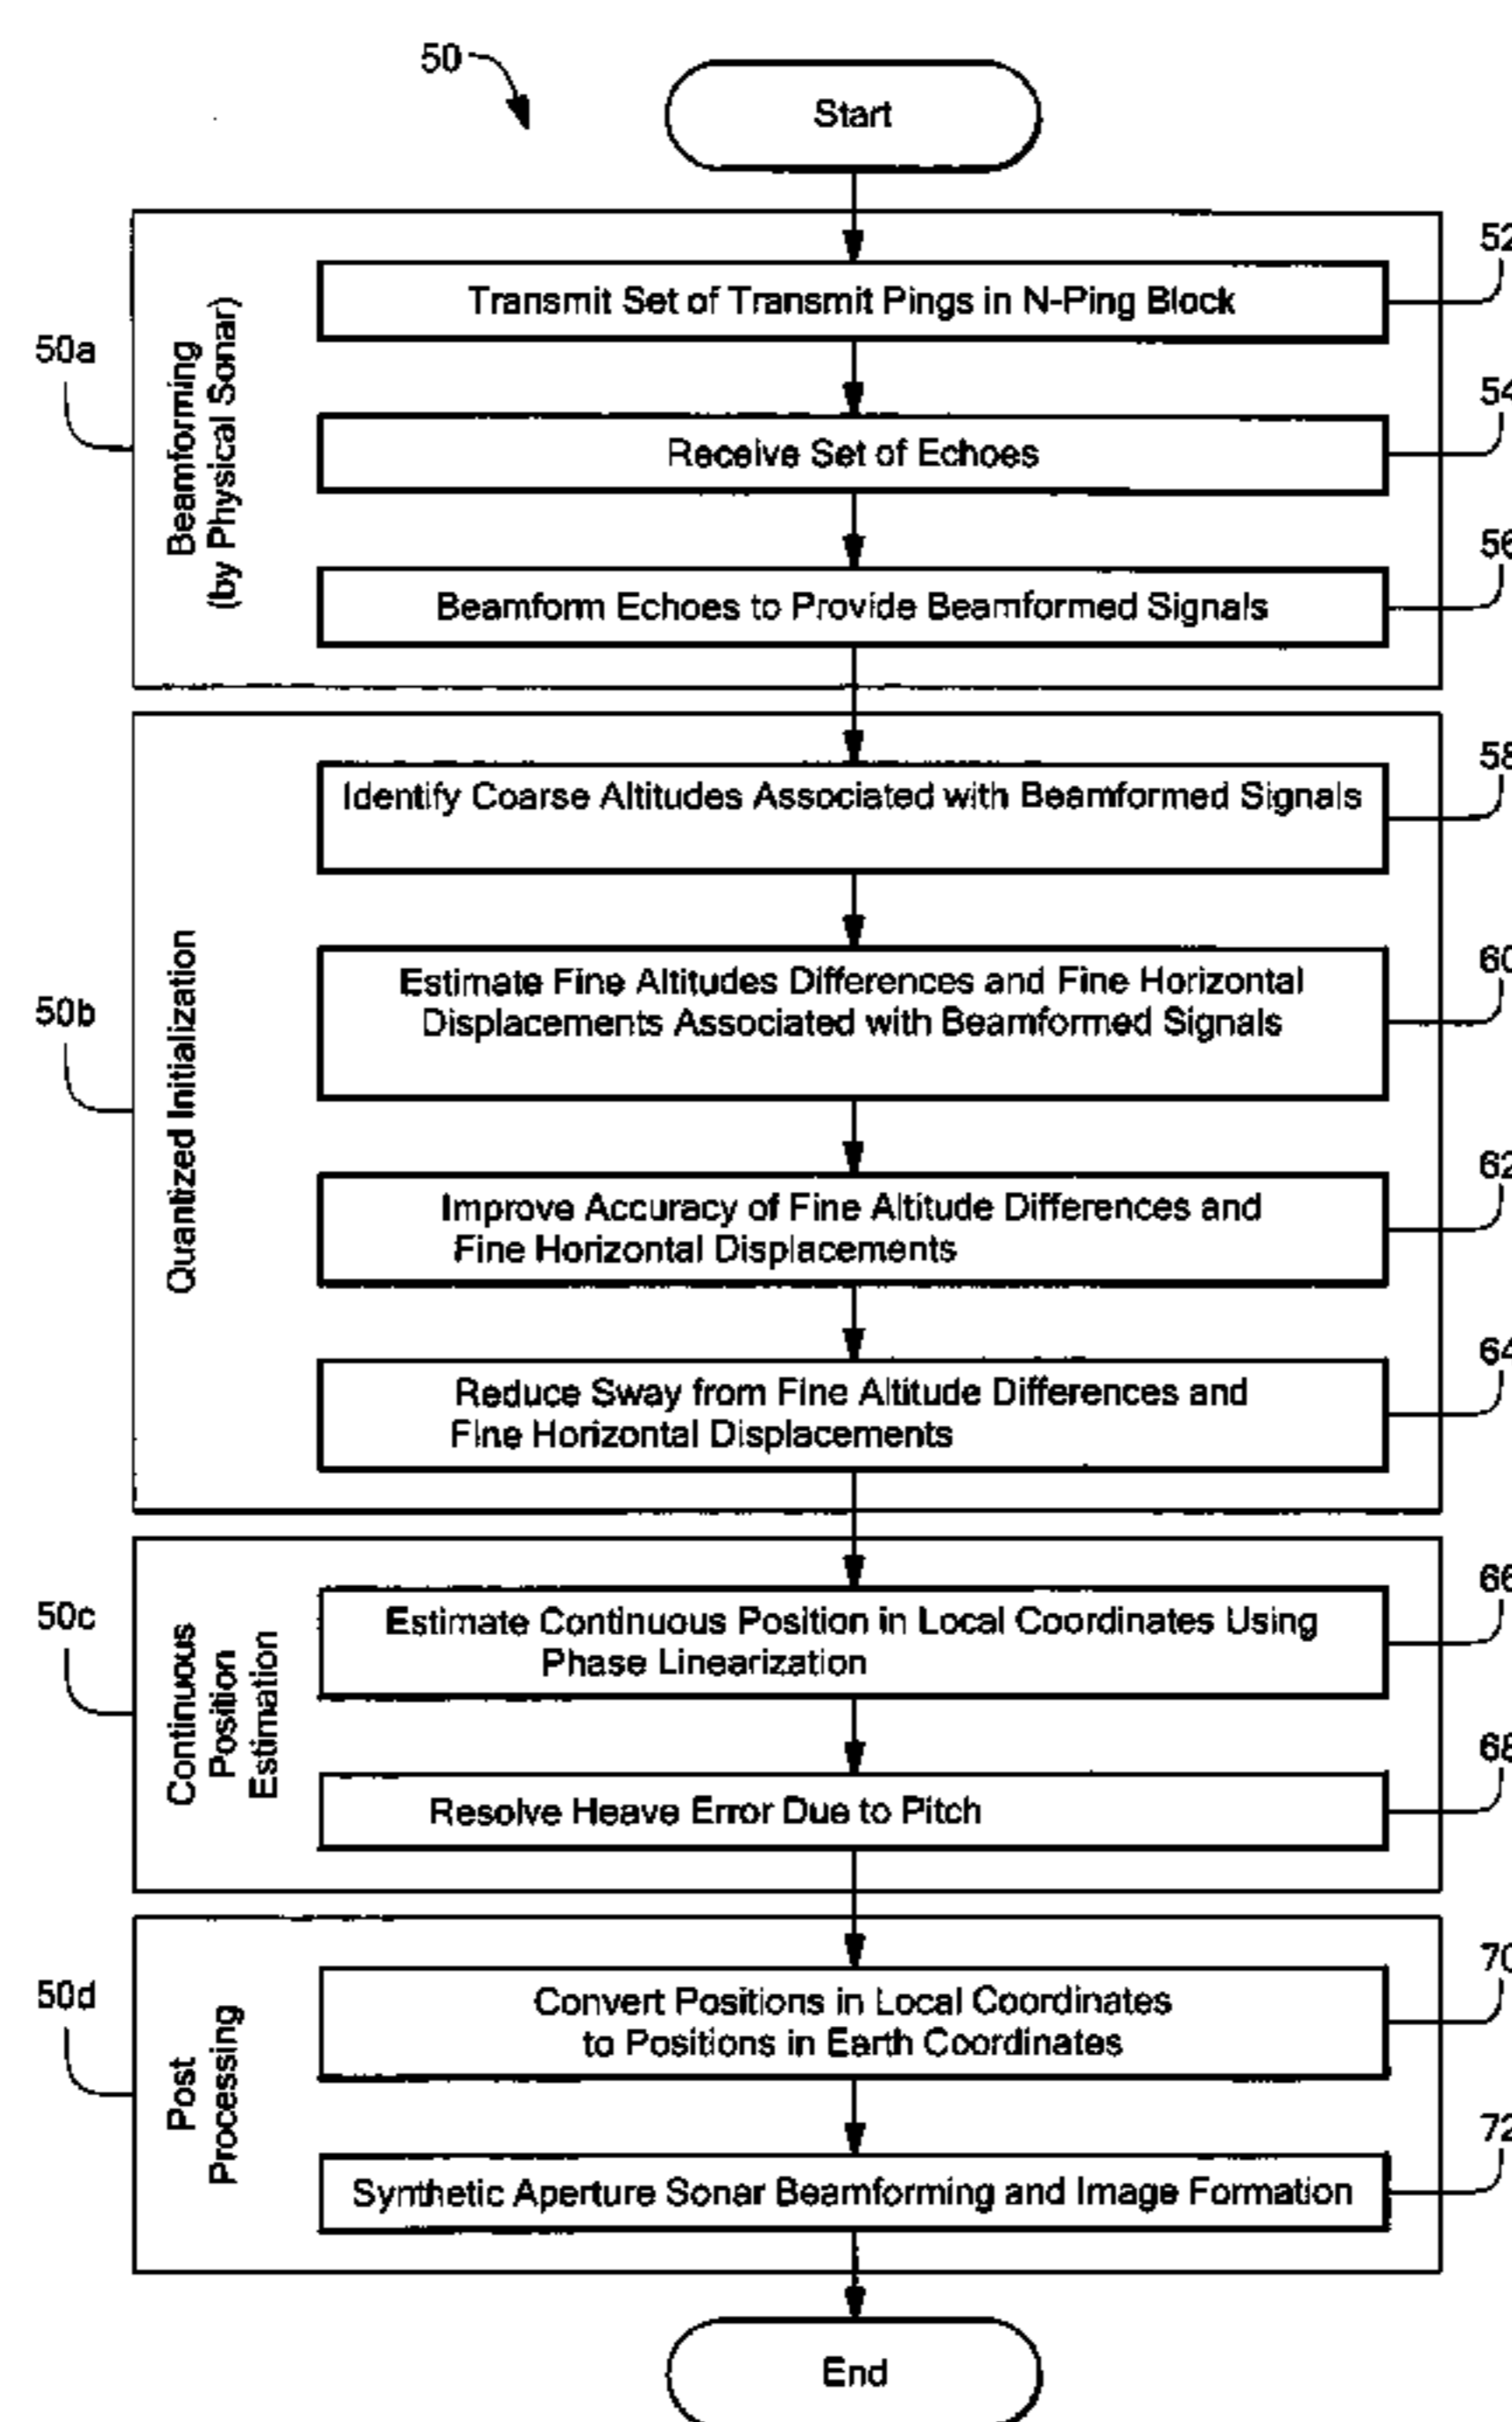 50
Start
50a
Beamforming
(by Physical Sonar)
Transmit Set of Transmit Pings in N-Ping Block
52
Receive Set of Echoes
54
Beamform Echoes to Provide Beamformed Signals
56
50b
Quantized Initialization
Identify Coarse Altitudes Associated with Beamformed Signals
58
Estimate Fine Altitudes Differences and Fine Horizontal
Displacements Associated with Beamformed Signals
60
Improve Accuracy of Fine Altitude Differences and
Fine Horizontal Displacements
62
Reduce Sway from Fine Altitude Differences and
Fine Horizontal Displacements
64
50c
Continuous
Position
Estimation
Estimate Continuous Position in Local Coordinates Using
Phase Linearization
66
Resolve Heave Error Due to Pitch
68
50d
Post
Processing
Convert Positions in Local Coordinates
to Positions in Earth Coordinates
70
Synthetic Aperture Sonar Beamforming and Image Formation
72
End